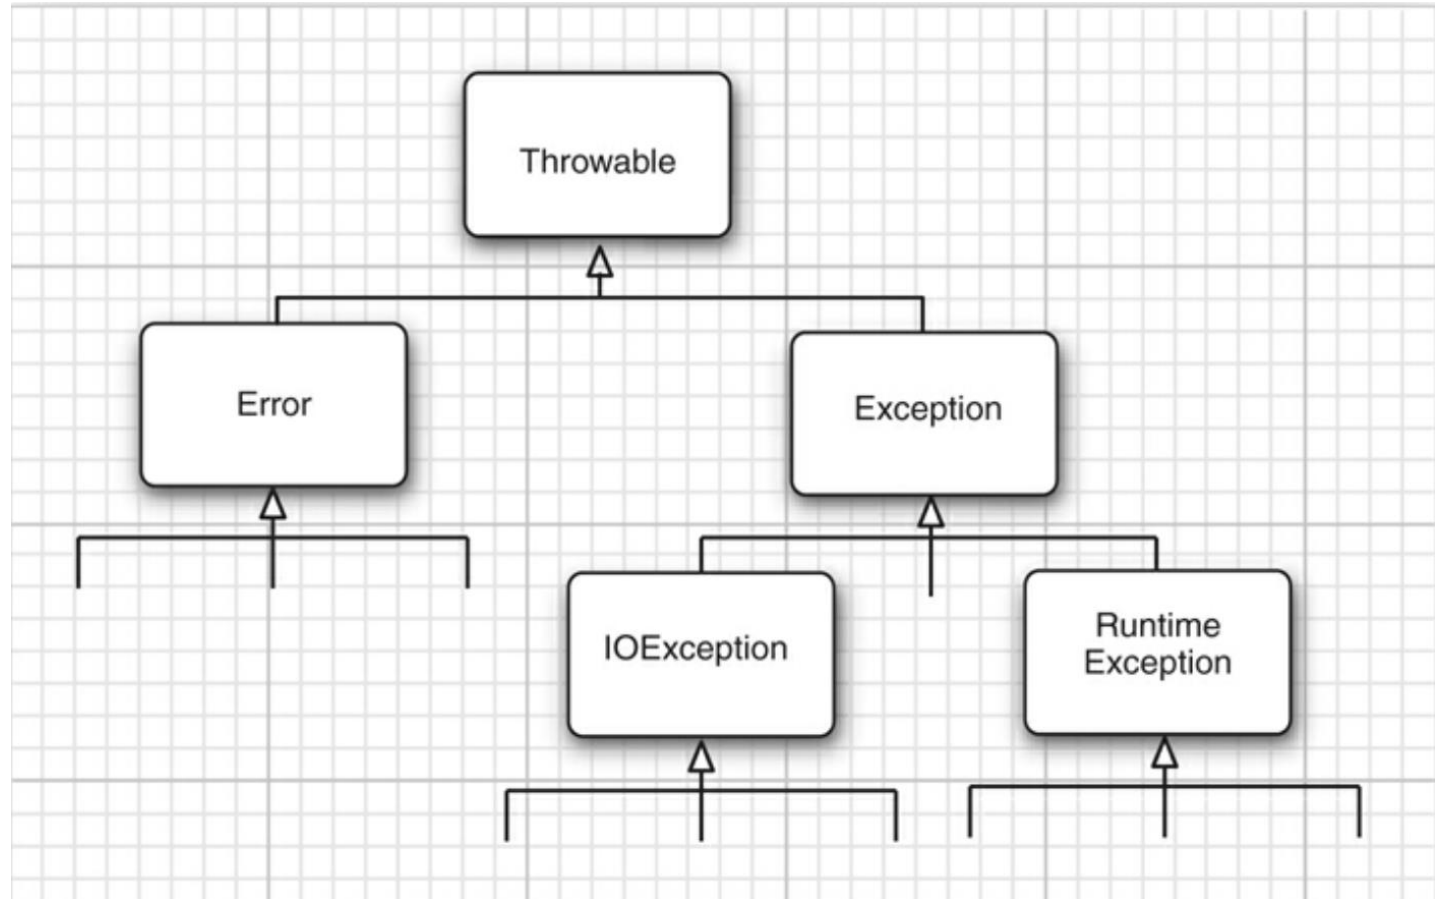 Throwable
Error
Exception
IOException
Runtime
Exception